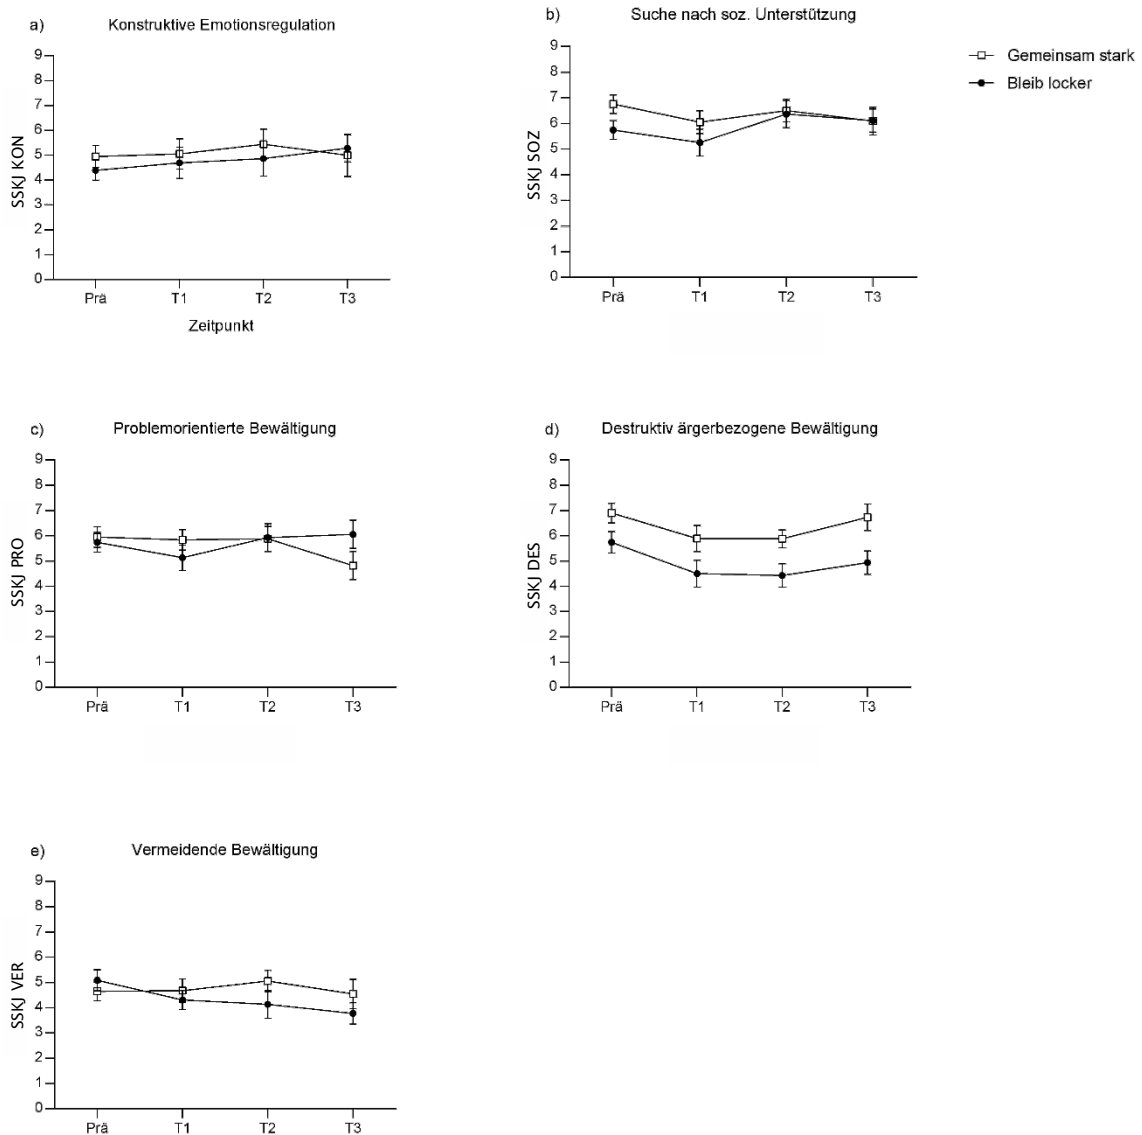 a) Konstruktive Emotionsregulation
9
8
7
6
5
4
3
2
1
0
SSKJ KON
Prä T1 T2 T3
Zeitpunkt
b) Suche nach soz. Unterstützung
9
8
7
6
5
4
3
2
1
0
SSKJ SOZ
Prä T1 T2 T3
Gemeinsam stark
Bleib locker
c) Problemorientierte Bewältigung
9
8
7
6
5
4
3
2
1
0
SSKJ PRO
Prä T1 T2 T3
d) Destruktiv ärgerbezogene Bewältigung
9
8
7
6
5
4
3
2
1
0
SSKJ DES
Prä T1 T2 T3
e) Vermeidende Bewältigung
9
8
7
6
5
4
3
2
1
0
SSKJ VER
Prä T1 T2 T3